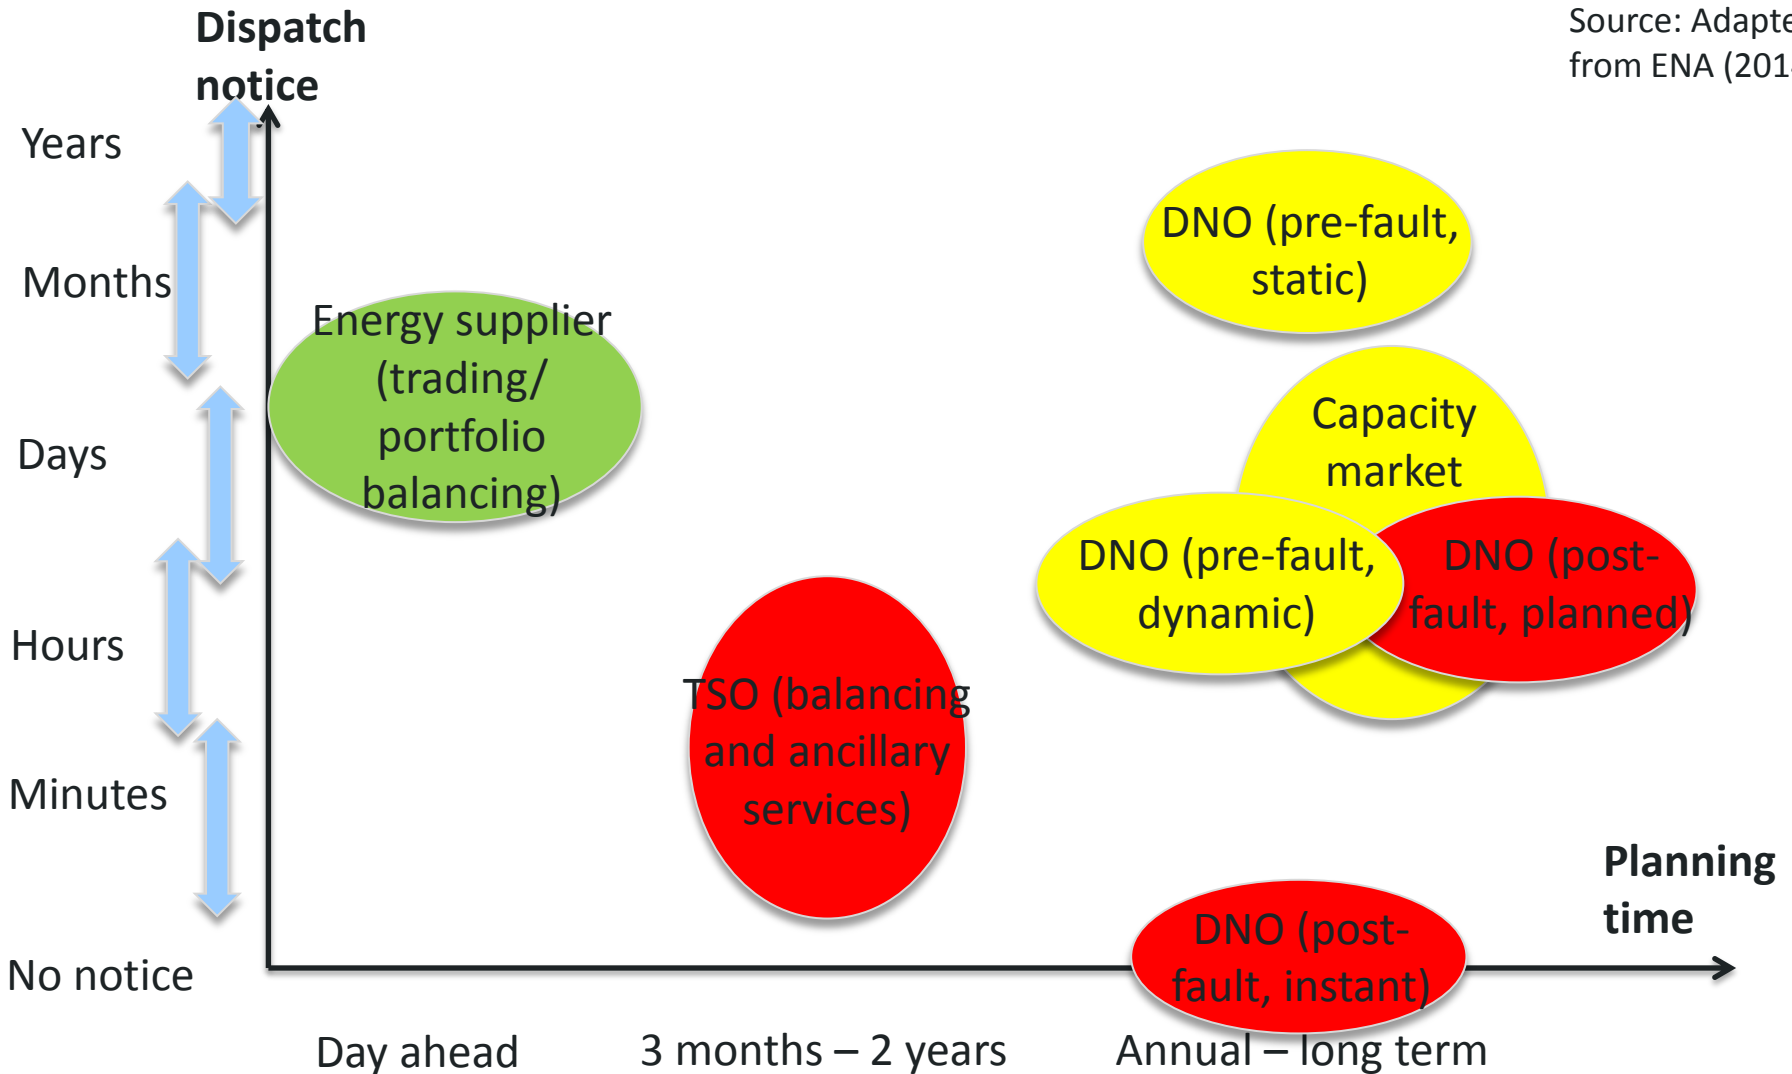 Dispatch
notice
Source: Adapte
from ENA (201
Years
Months
Days
Hours
Minutes
No notice
Energy supplier
(trading/
portfolio
balancing)
TSO (balancing
and ancillary
services)
DNO (pre-fault,
static)
Capacity
market
DNO (pre-fault,
dynamic)
DNO (post-
fault, planned)
DNO (post-
fault, instant)
Planning
time
Day ahead
3 months – 2 years
Annual – long term